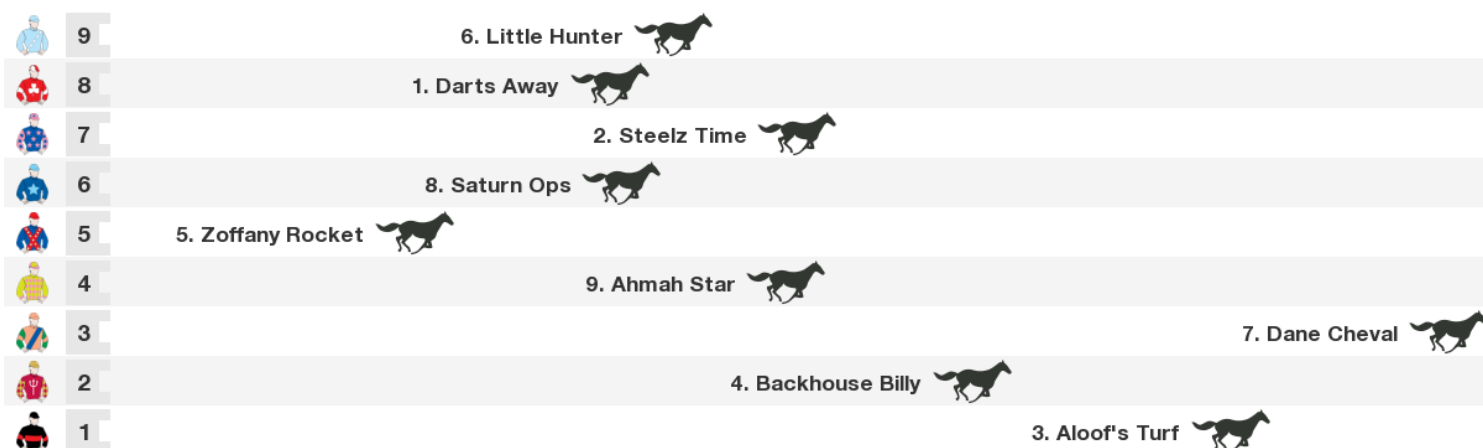 9 6. Little Hunter
8 1. Darts Away
7 2. Steelz Time
6 8. Saturn Ops
5 5. Zoffany Rocket
4 9. Ahmah Star
3 7. Dane Cheval
2 4. Backhouse Billy
1 3. Aloof's Turf